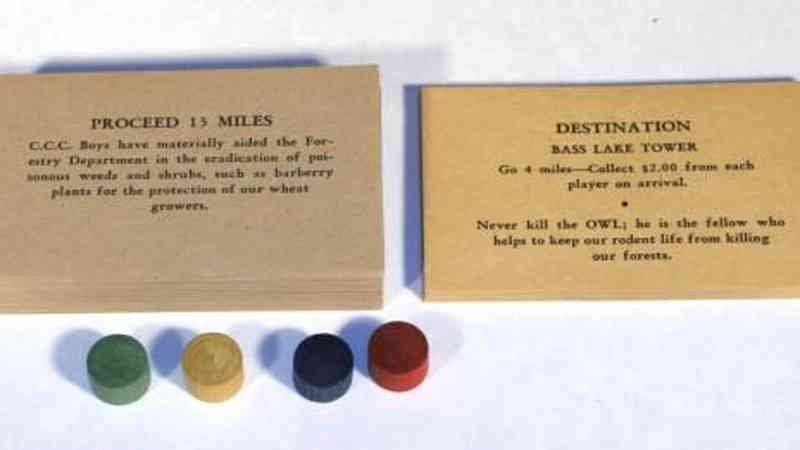 PROCEED 15 MILES
C.C.C. Boys have materially aided the For-
estry Department in the eradication of poi-
sonous weeds and shrubs, such as barberry
plants for the protection of our wheat
growers.
DESTINATION
BASS LAKE TOWER
Go 4 miles—Collect $2.00 from each
player on arrival.
•
Never kill the OWL; he is the fellow who
helps to keep our rodent life from killing
our forests.